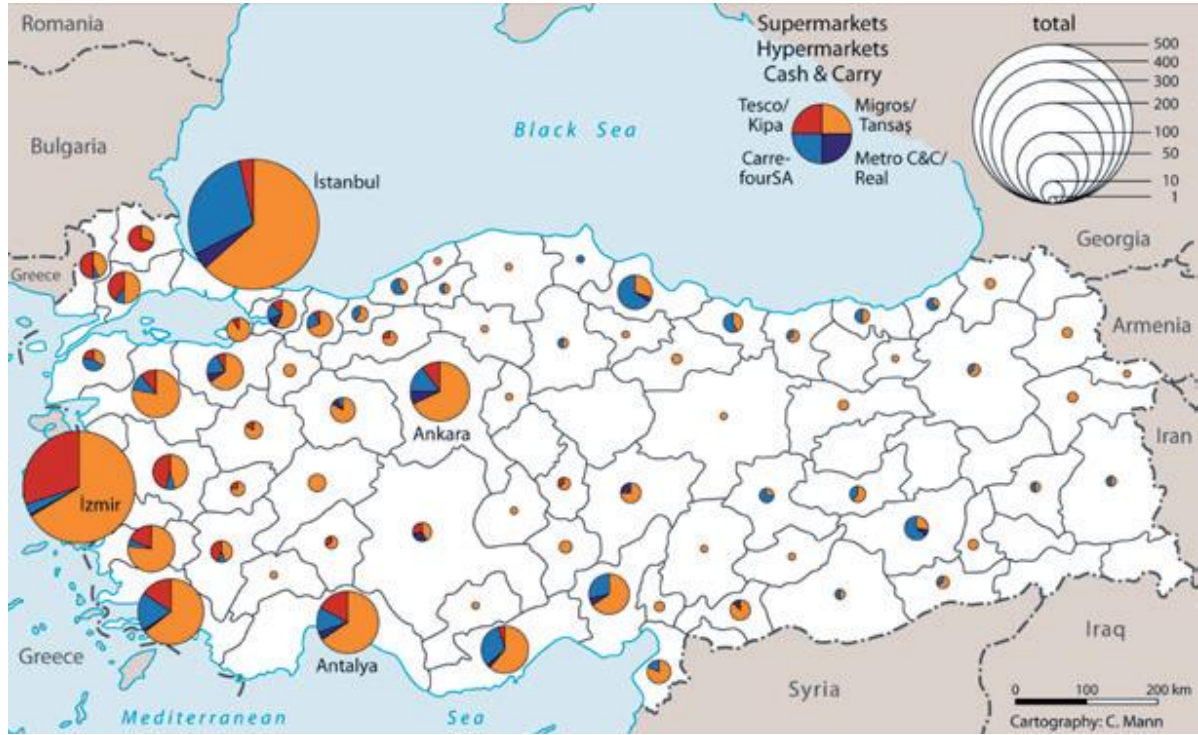 Romania
Bulgaria
Greece
Black Sea
İstanbul
Supermarkets
Hypermarkets
Cash & Carry
Tesco/
Kipa
Migros/
Tansaş
Carre-
fourSA
Metro C&C/
Real
total
500
400
300
200
100
50
10
1
Georgia
Armenia
Iran
Ankara
İzmir
Antalya
Greece
Mediterranean Sea
Syria
Iraq
0 100 200 km
Cartography: C. Mann